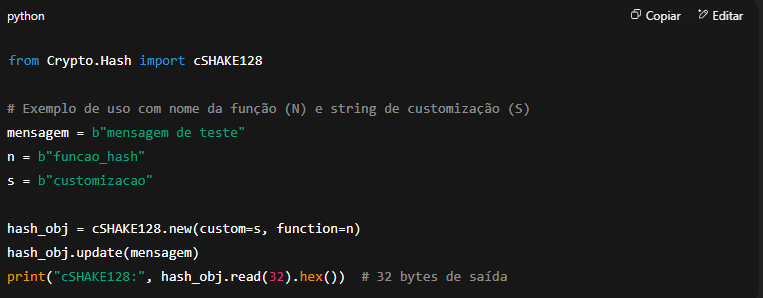 python
Copiar
Editar
from Crypto.Hash import cSHAKE128
# Exemplo de uso com nome da função (N) e string de customização (S)
mensagem = b"mensagem de teste"
n = b"funcao_hash"
s = b"customizacao"
hash_obj = cSHAKE128.new(custom=s, function=n)
hash_obj.update(mensagem)
print("cSHAKE128:", hash_obj.read(32).hex())  # 32 bytes de saída